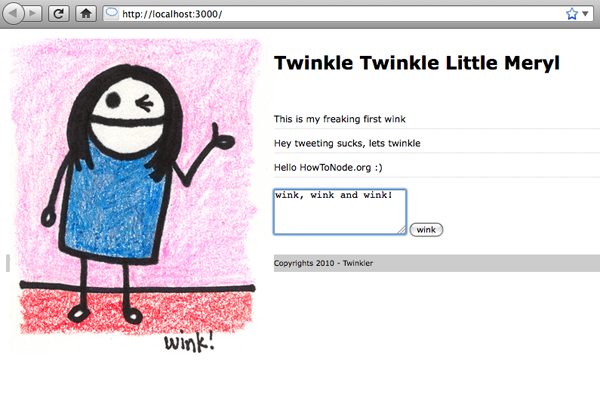 http://localhost:3000/
Twinkle Twinkle Little Meryl
This is my freaking first wink
Hey tweeting sucks, lets twinkle
Hello HowToNode.org :)
wink, wink and wink!
wink
Copyrights 2010 - Twinkler
wink!